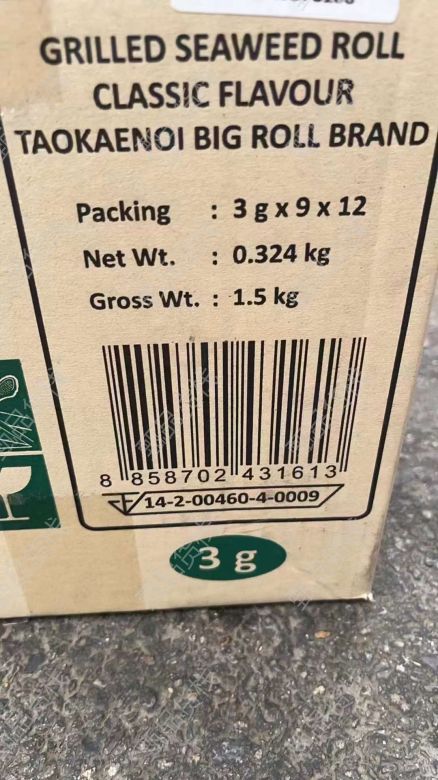 GRILLED SEAWEED ROLL
CLASSIC FLAVOUR
TAOKAENOI BIG ROLL BRAND
Packing : 3 g x 9 x 12
Net Wt. : 0.324 kg
Gross Wt. : 1.5 kg
8 858702 431613
14-2-00460-4-0009
3 g